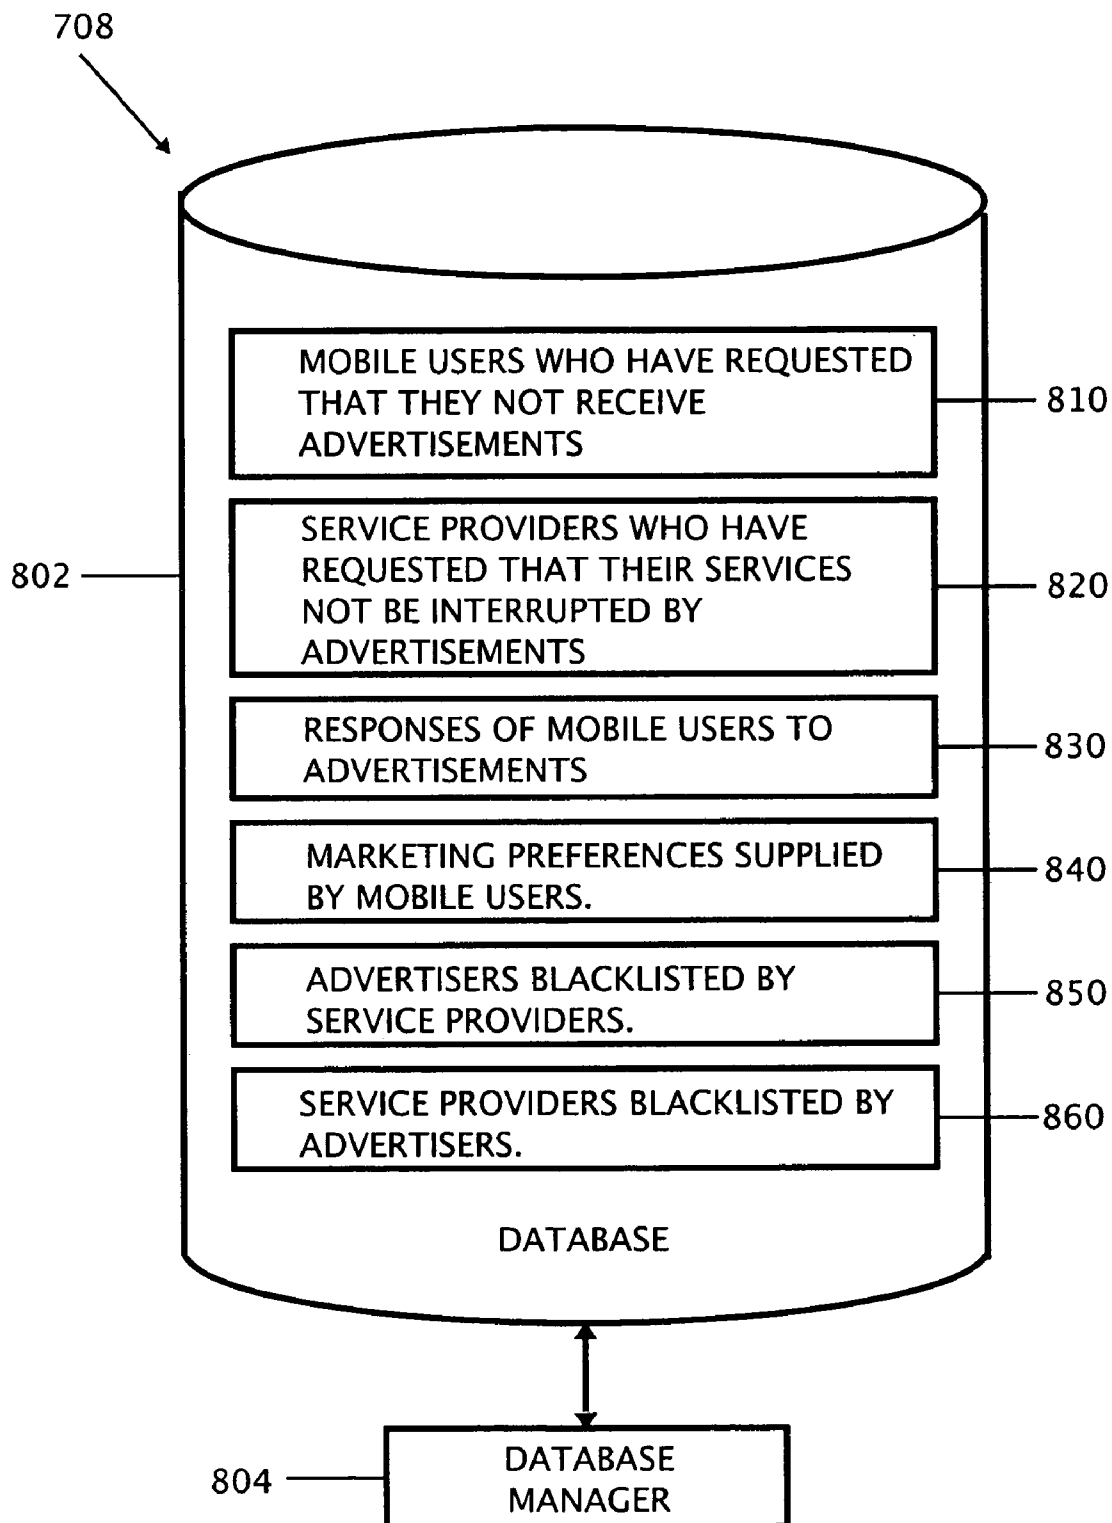 708
MOBILE USERS WHO HAVE REQUESTED
THAT THEY NOT RECEIVE
ADVERTISEMENTS
810
SERVICE PROVIDERS WHO HAVE
REQUESTED THAT THEIR SERVICES
NOT BE INTERRUPTED BY
ADVERTISEMENTS
802
820
RESPONSES OF MOBILE USERS TO
ADVERTISEMENTS
830
MARKETING PREFERENCES SUPPLIED
BY MOBILE USERS.
840
ADVERTISERS BLACKLISTED BY
SERVICE PROVIDERS.
850
SERVICE PROVIDERS BLACKLISTED BY
ADVERTISERS.
860
DATABASE
DATABASE
MANAGER
804